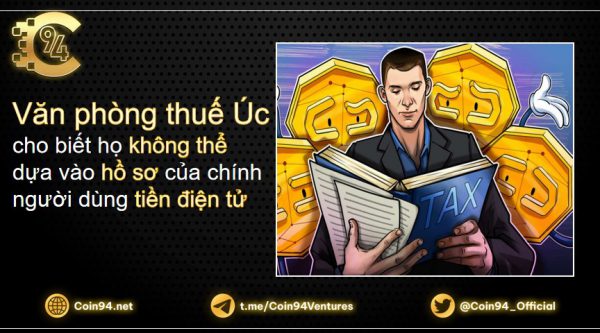 94
Văn phòng thuế Úc
cho biết họ không thể
dựa vào hồ sơ của chính
người dùng tiền điện tử
TAX
Coin94.net
t.me/Coin94Ventures
@Coin94_Official